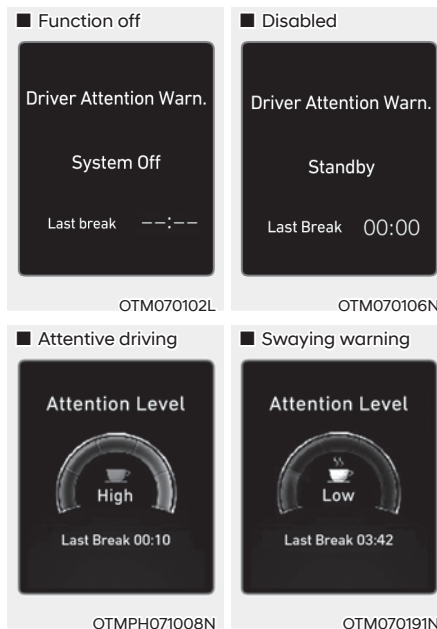 ■ Function off
Driver Attention Warn.
System Off
Last break --:--
OTM070102L
■ Disabled
Driver Attention Warn.
Standby
Last Break 00:00
OTM070106N
■ Attentive driving
Attention Level
High
Last Break 00:10
OTMPH071008N
■ Swaying warning
Attention Level
Low
Last Break 03:42
OTM070191N